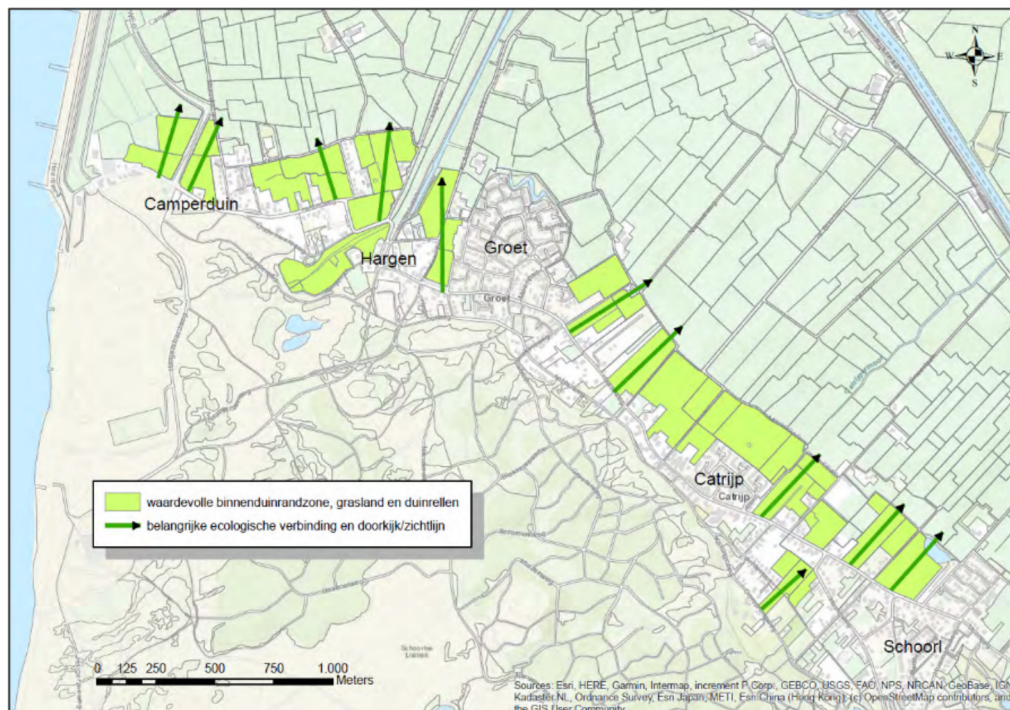 N
W E
S
Camperduin
Hargen
Groet
Groet
Catrijp
Catrijp
waardevolle binnenduinrandzone, grasland en duinrellen
belangrijke ecologische verbinding en doorkijk/zichtlijn
Schoorl
0 125 250 500 750 1.000
Meters
Sources: Esri, HERE, Garmin, Intermap, increment P Corp., GEBCO, USGS, FAO, NPS, NRCAN, GeoBase, IGN,
Kadaster NL, Ordnance Survey, Esri Japan, METI, Esri China (Hong Kong), (c) OpenStreetMap contributors, and
the GIS User Community